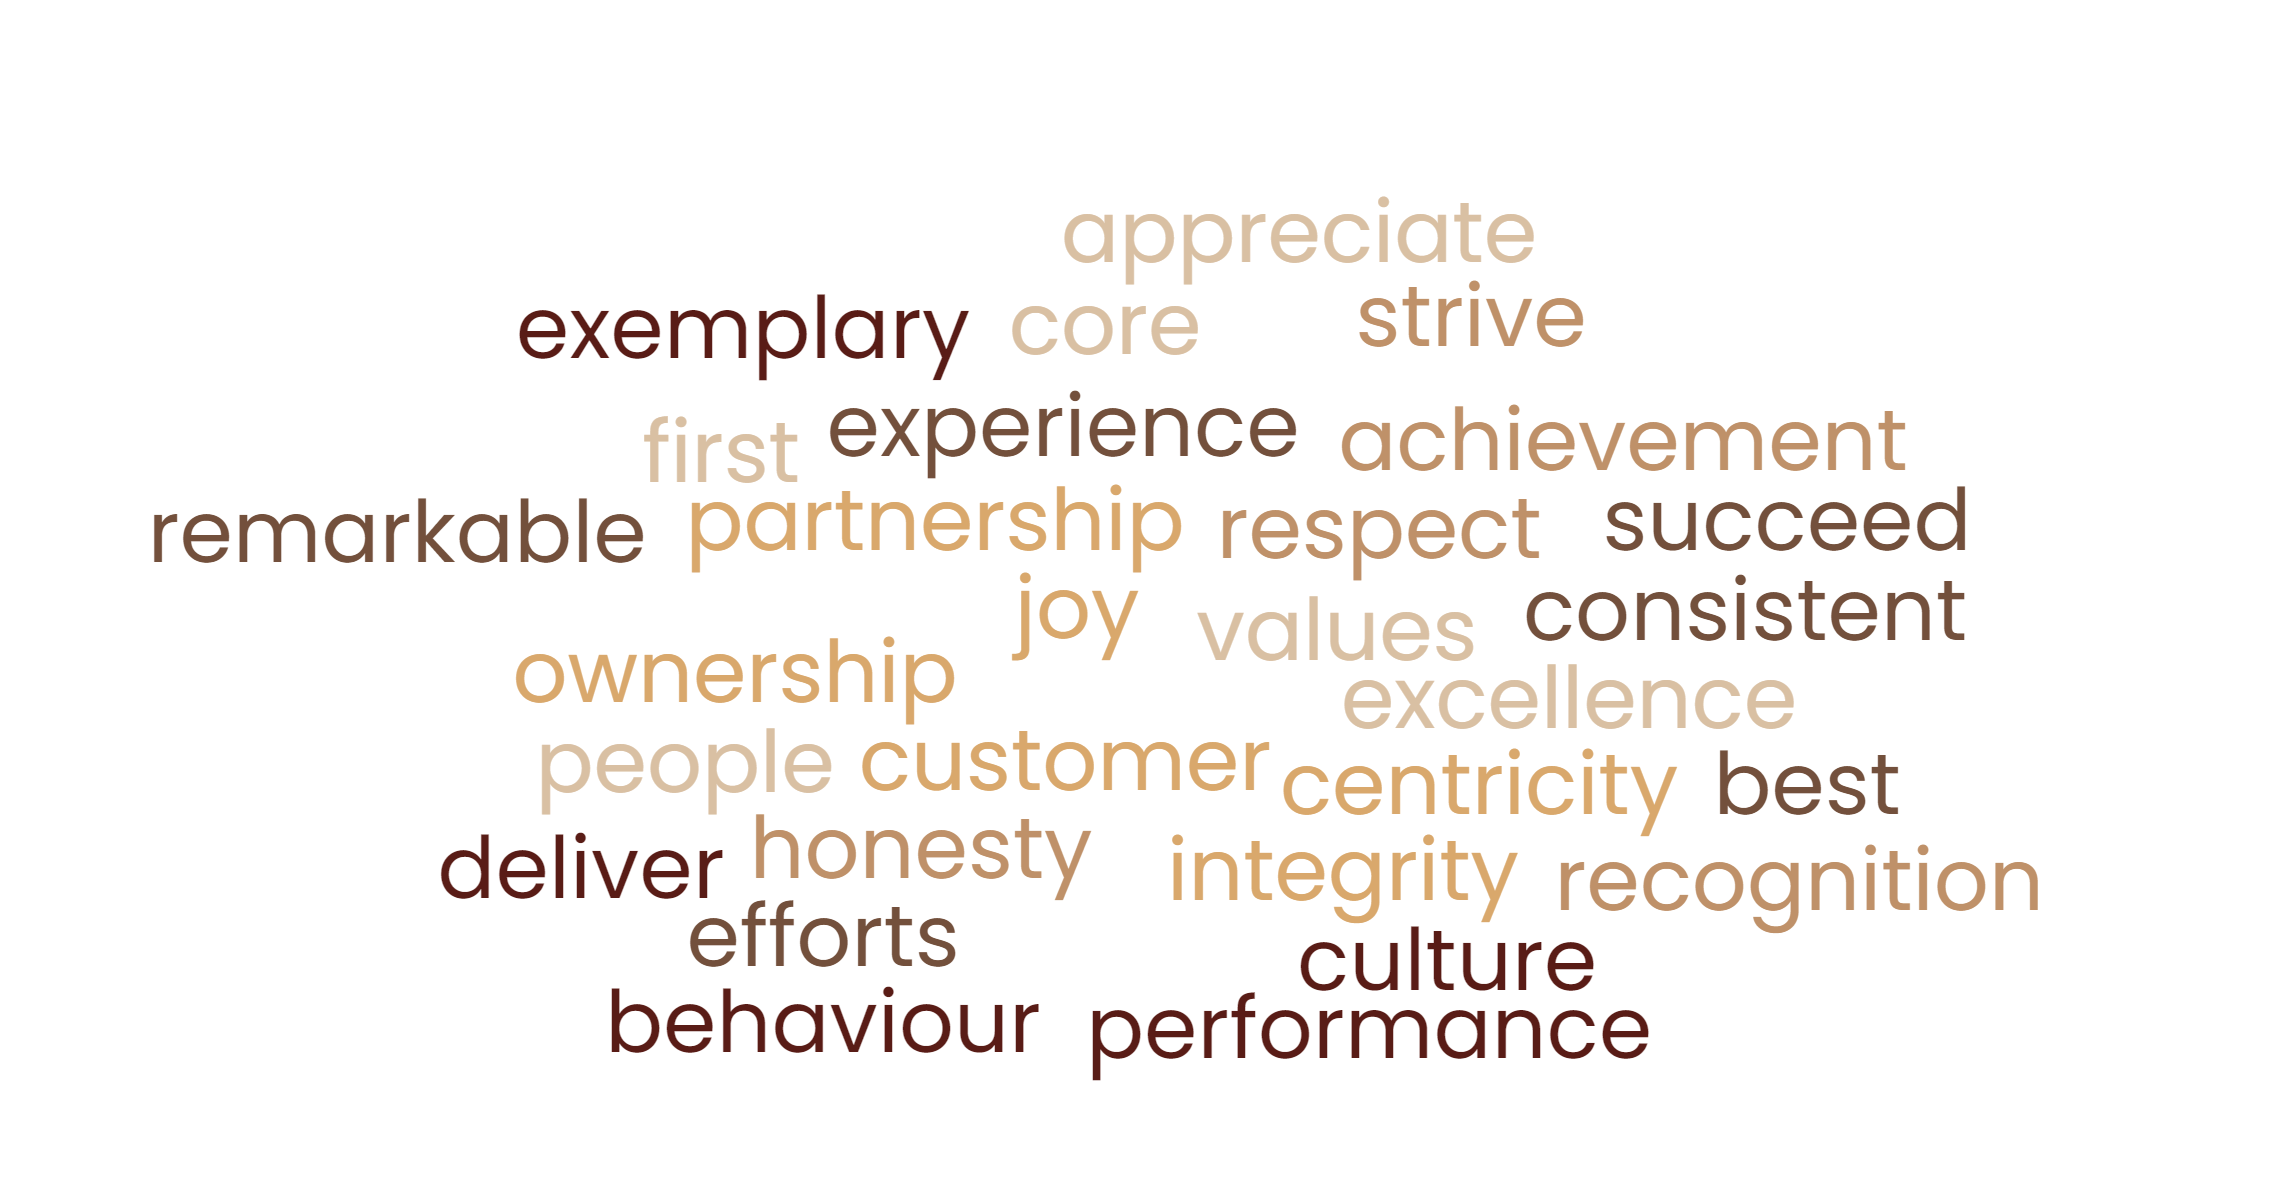 appreciate
exemplary core strive
first experience achievement
remarkable partnership respect succeed
joy values consistent
ownership excellence
people customer centricity best
deliver honesty integrity recognition
efforts culture
behaviour performance